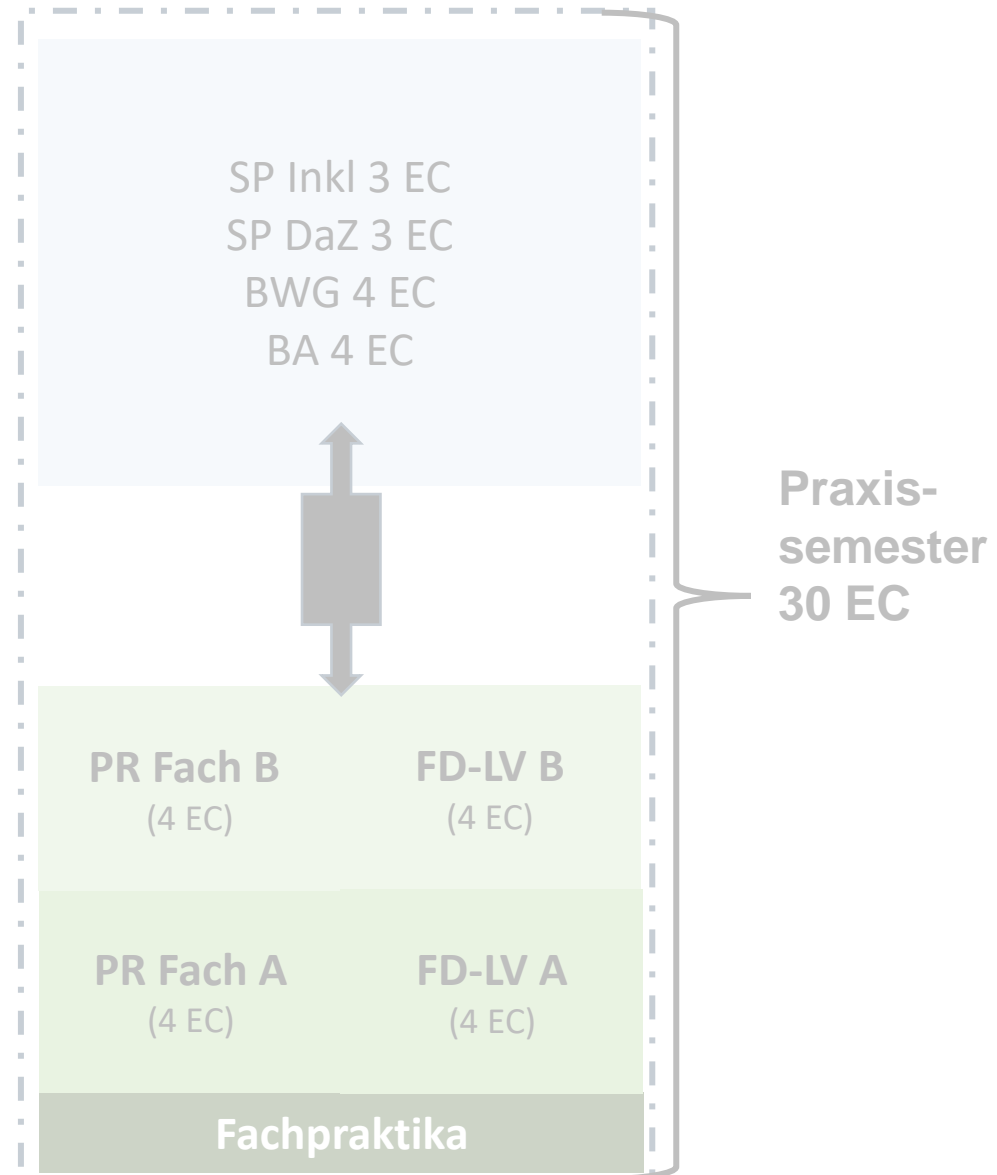 SP Inkl 3 EC
SP DaZ 3 EC
BWG 4 EC
BA 4 EC
Praxis-
semester
30 EC
PR Fach B
(4 EC)
FD-LV B
(4 EC)
PR Fach A
(4 EC)
FD-LV A
(4 EC)
Fachpraktika